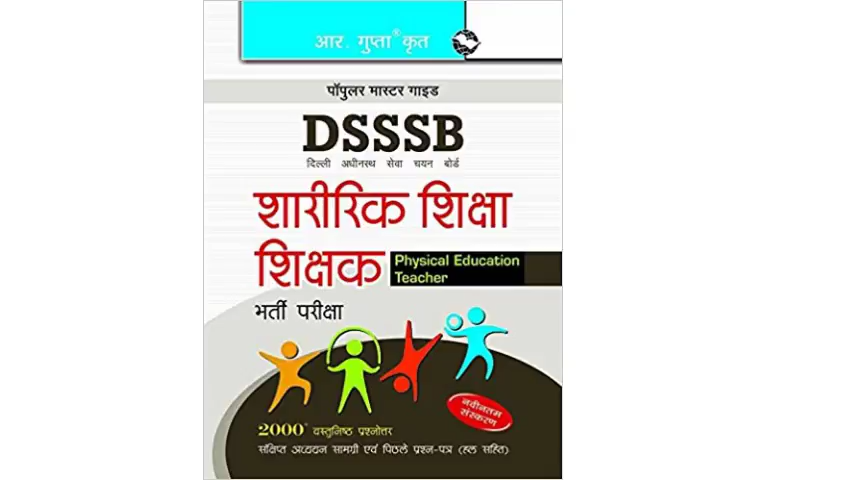 आर. गुप्ता® कृत
पॉपुलर मास्टर गाइड
DSSSB
दिल्ली अधीनस्थ सेवा चयन बोर्ड
शारीरिक शिक्षा
शिक्षक
Physical Education
Teacher
भर्ती परीक्षा
नवीनतम
संस्करण
2000+ वस्तुनिष्ठ प्रश्नोत्तर
संक्षिप्त अध्ययन सामग्री एवं पिछले प्रश्न-पत्र (हल सहित)